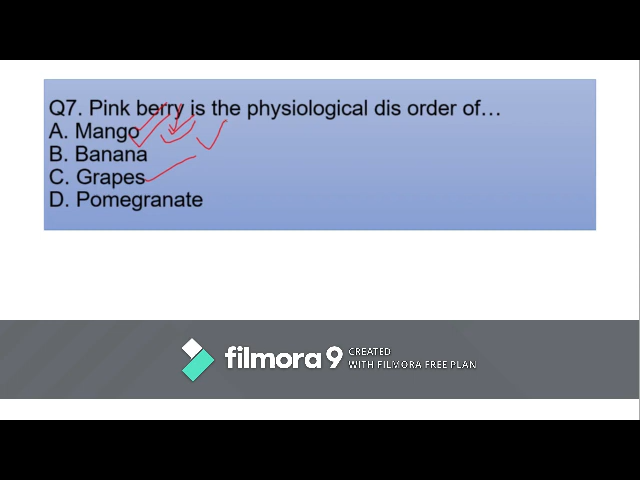 Q7. Pink berry is the physiological dis order of…
A. Mango
B. Banana
C. Grapes
D. Pomegranate
filmora 9
CREATED
WITH FILMORA FREE PLAN